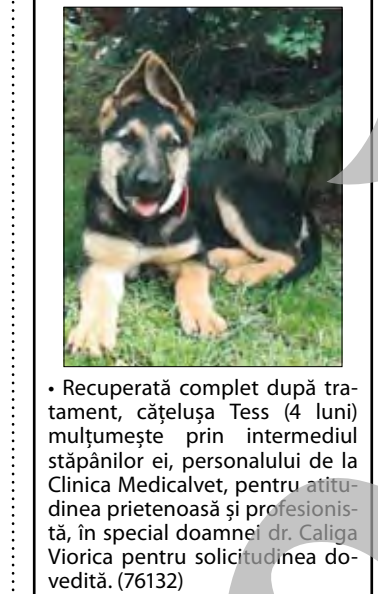 • Recuperată complet după tra-
tament, cățelușa Tess (4 luni)
mulțumește prin intermediul
stăpânilor ei, personalului de la
Clinica Medicalvet, pentru atitu-
dinea prietenoasă și profesionis-
tă, în special doamnei dr. Caliga
Viorica pentru solicitudinea do-
vedită. (76132)